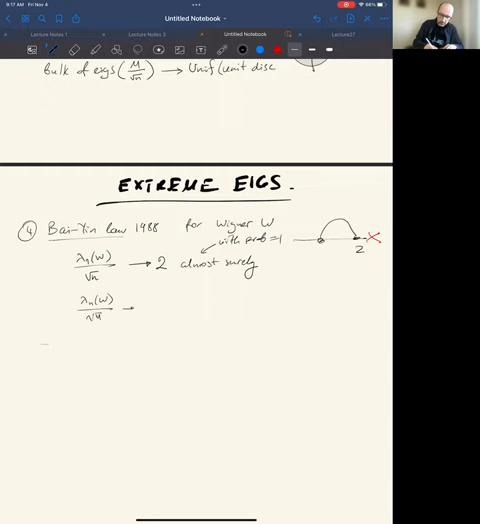 9:17 AM Fri Nov 4
66%
Untitled Notebook
Lecture Notes 1
Lecture Notes 3
Untitled Notebook
Lecture27
Bulk of eigs (M/√n) → Unif(unit disc
EXTREME EIGS.
④ Bai-Yin law 1988 for Wigner W
with prob=1
λ₁(W)/√n → 2 almost surely
2
λₙ(W)/√n →